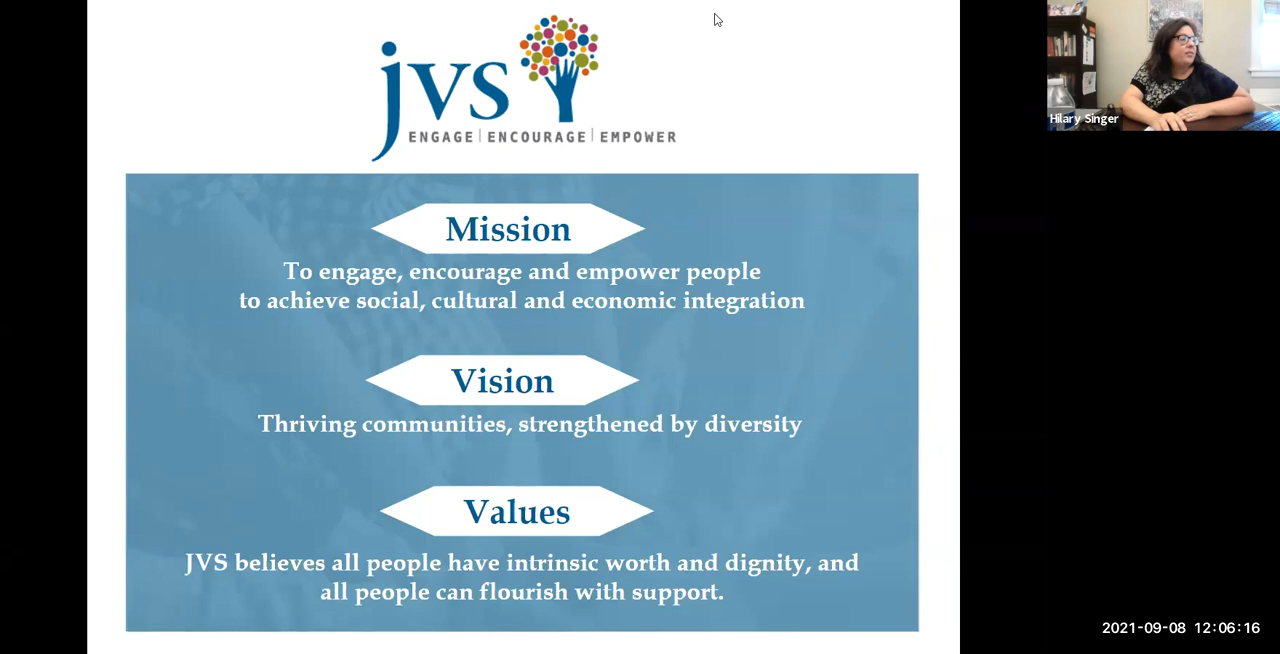 jvs
ENGAGE | ENCOURAGE | EMPOWER
Hilary Singer
Mission
To engage, encourage and empower people
to achieve social, cultural and economic integration
Vision
Thriving communities, strengthened by diversity
Values
JVS believes all people have intrinsic worth and dignity, and
all people can flourish with support.
2021-09-08 12:06:16